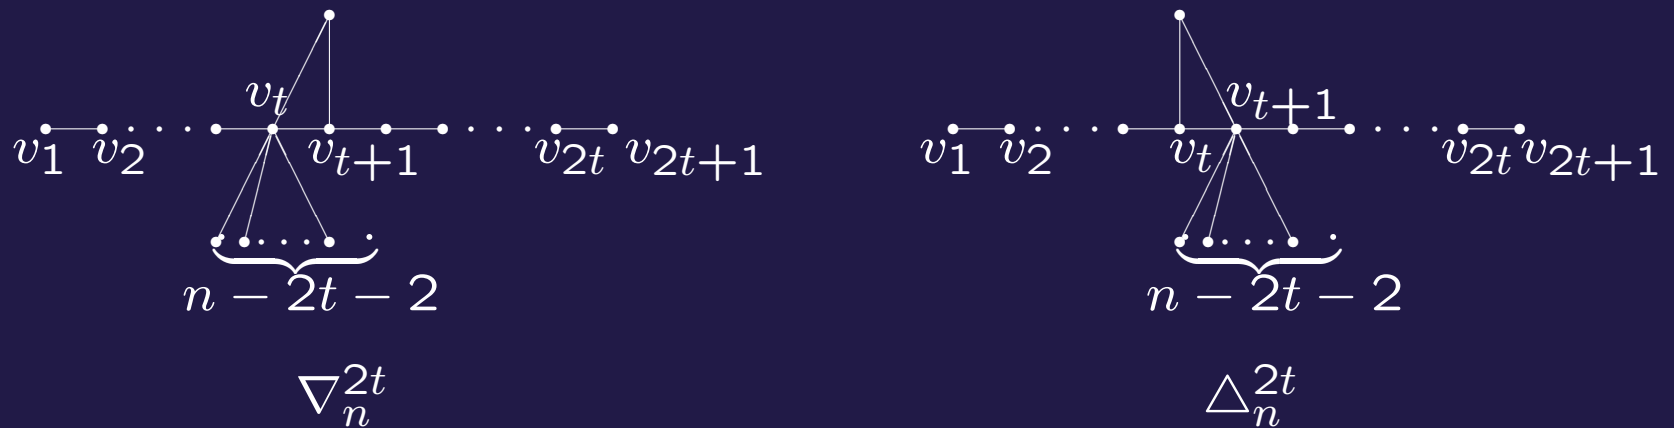 v_t v_{t+1}
v_1 v_2 · · · v_{t+1} · · · v_{2t} v_{2t+1} v_1 v_2 · · · v_t · · · v_{2t} v_{2t+1}
n − 2t − 2 n − 2t − 2
∇_n^{2t} △_n^{2t}